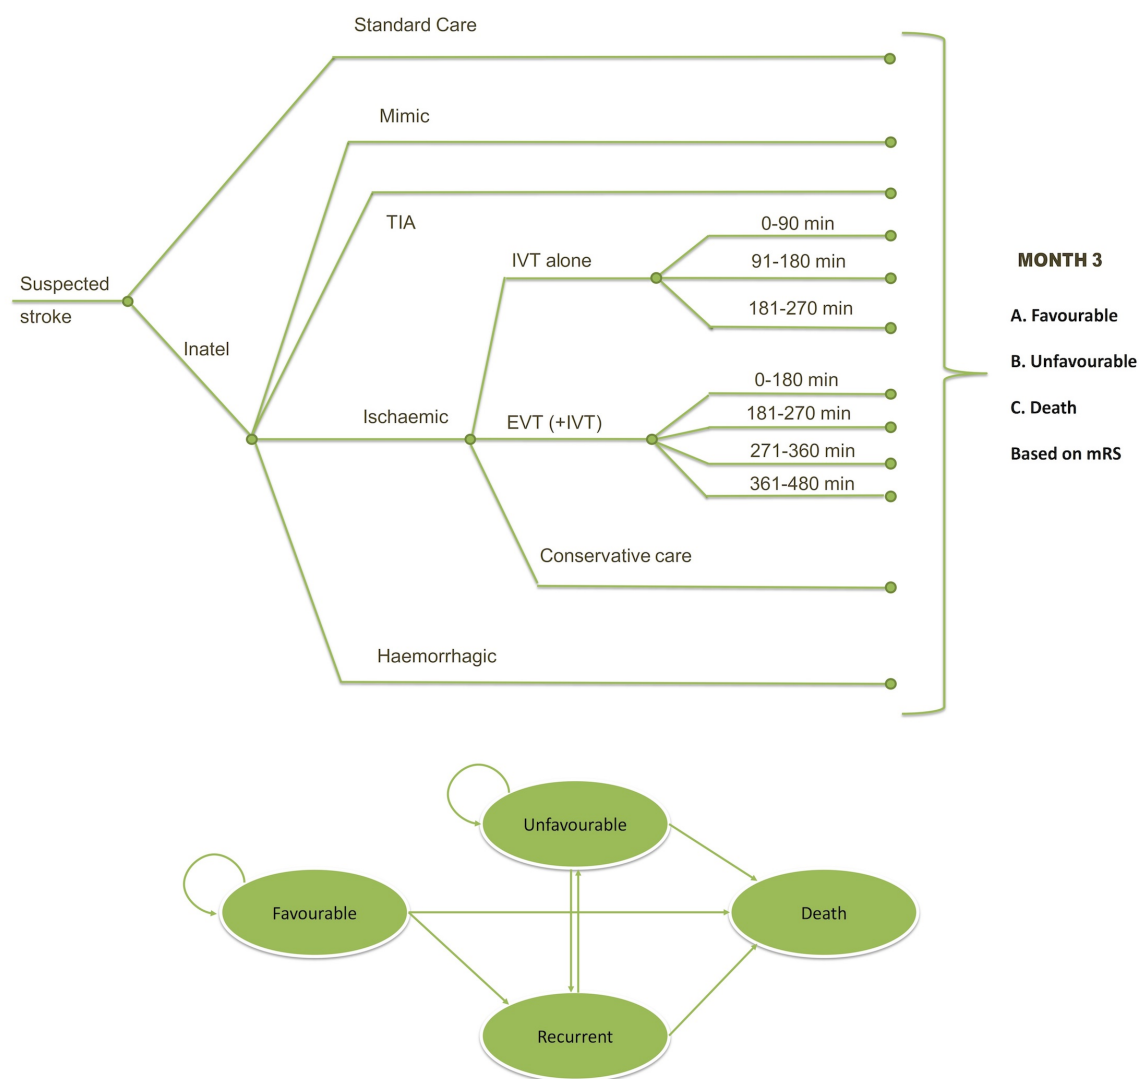 Standard Care
Mimic
TIA
0-90 min
IVT alone
91-180 min
181-270 min
Suspected
stroke
Inatel
Ischaemic
EVT (+IVT)
0-180 min
181-270 min
271-360 min
361-480 min
Conservative care
Haemorrhagic
MONTH 3
A. Favourable
B. Unfavourable
C. Death
Based on mRS
Unfavourable
Favourable
Death
Recurrent